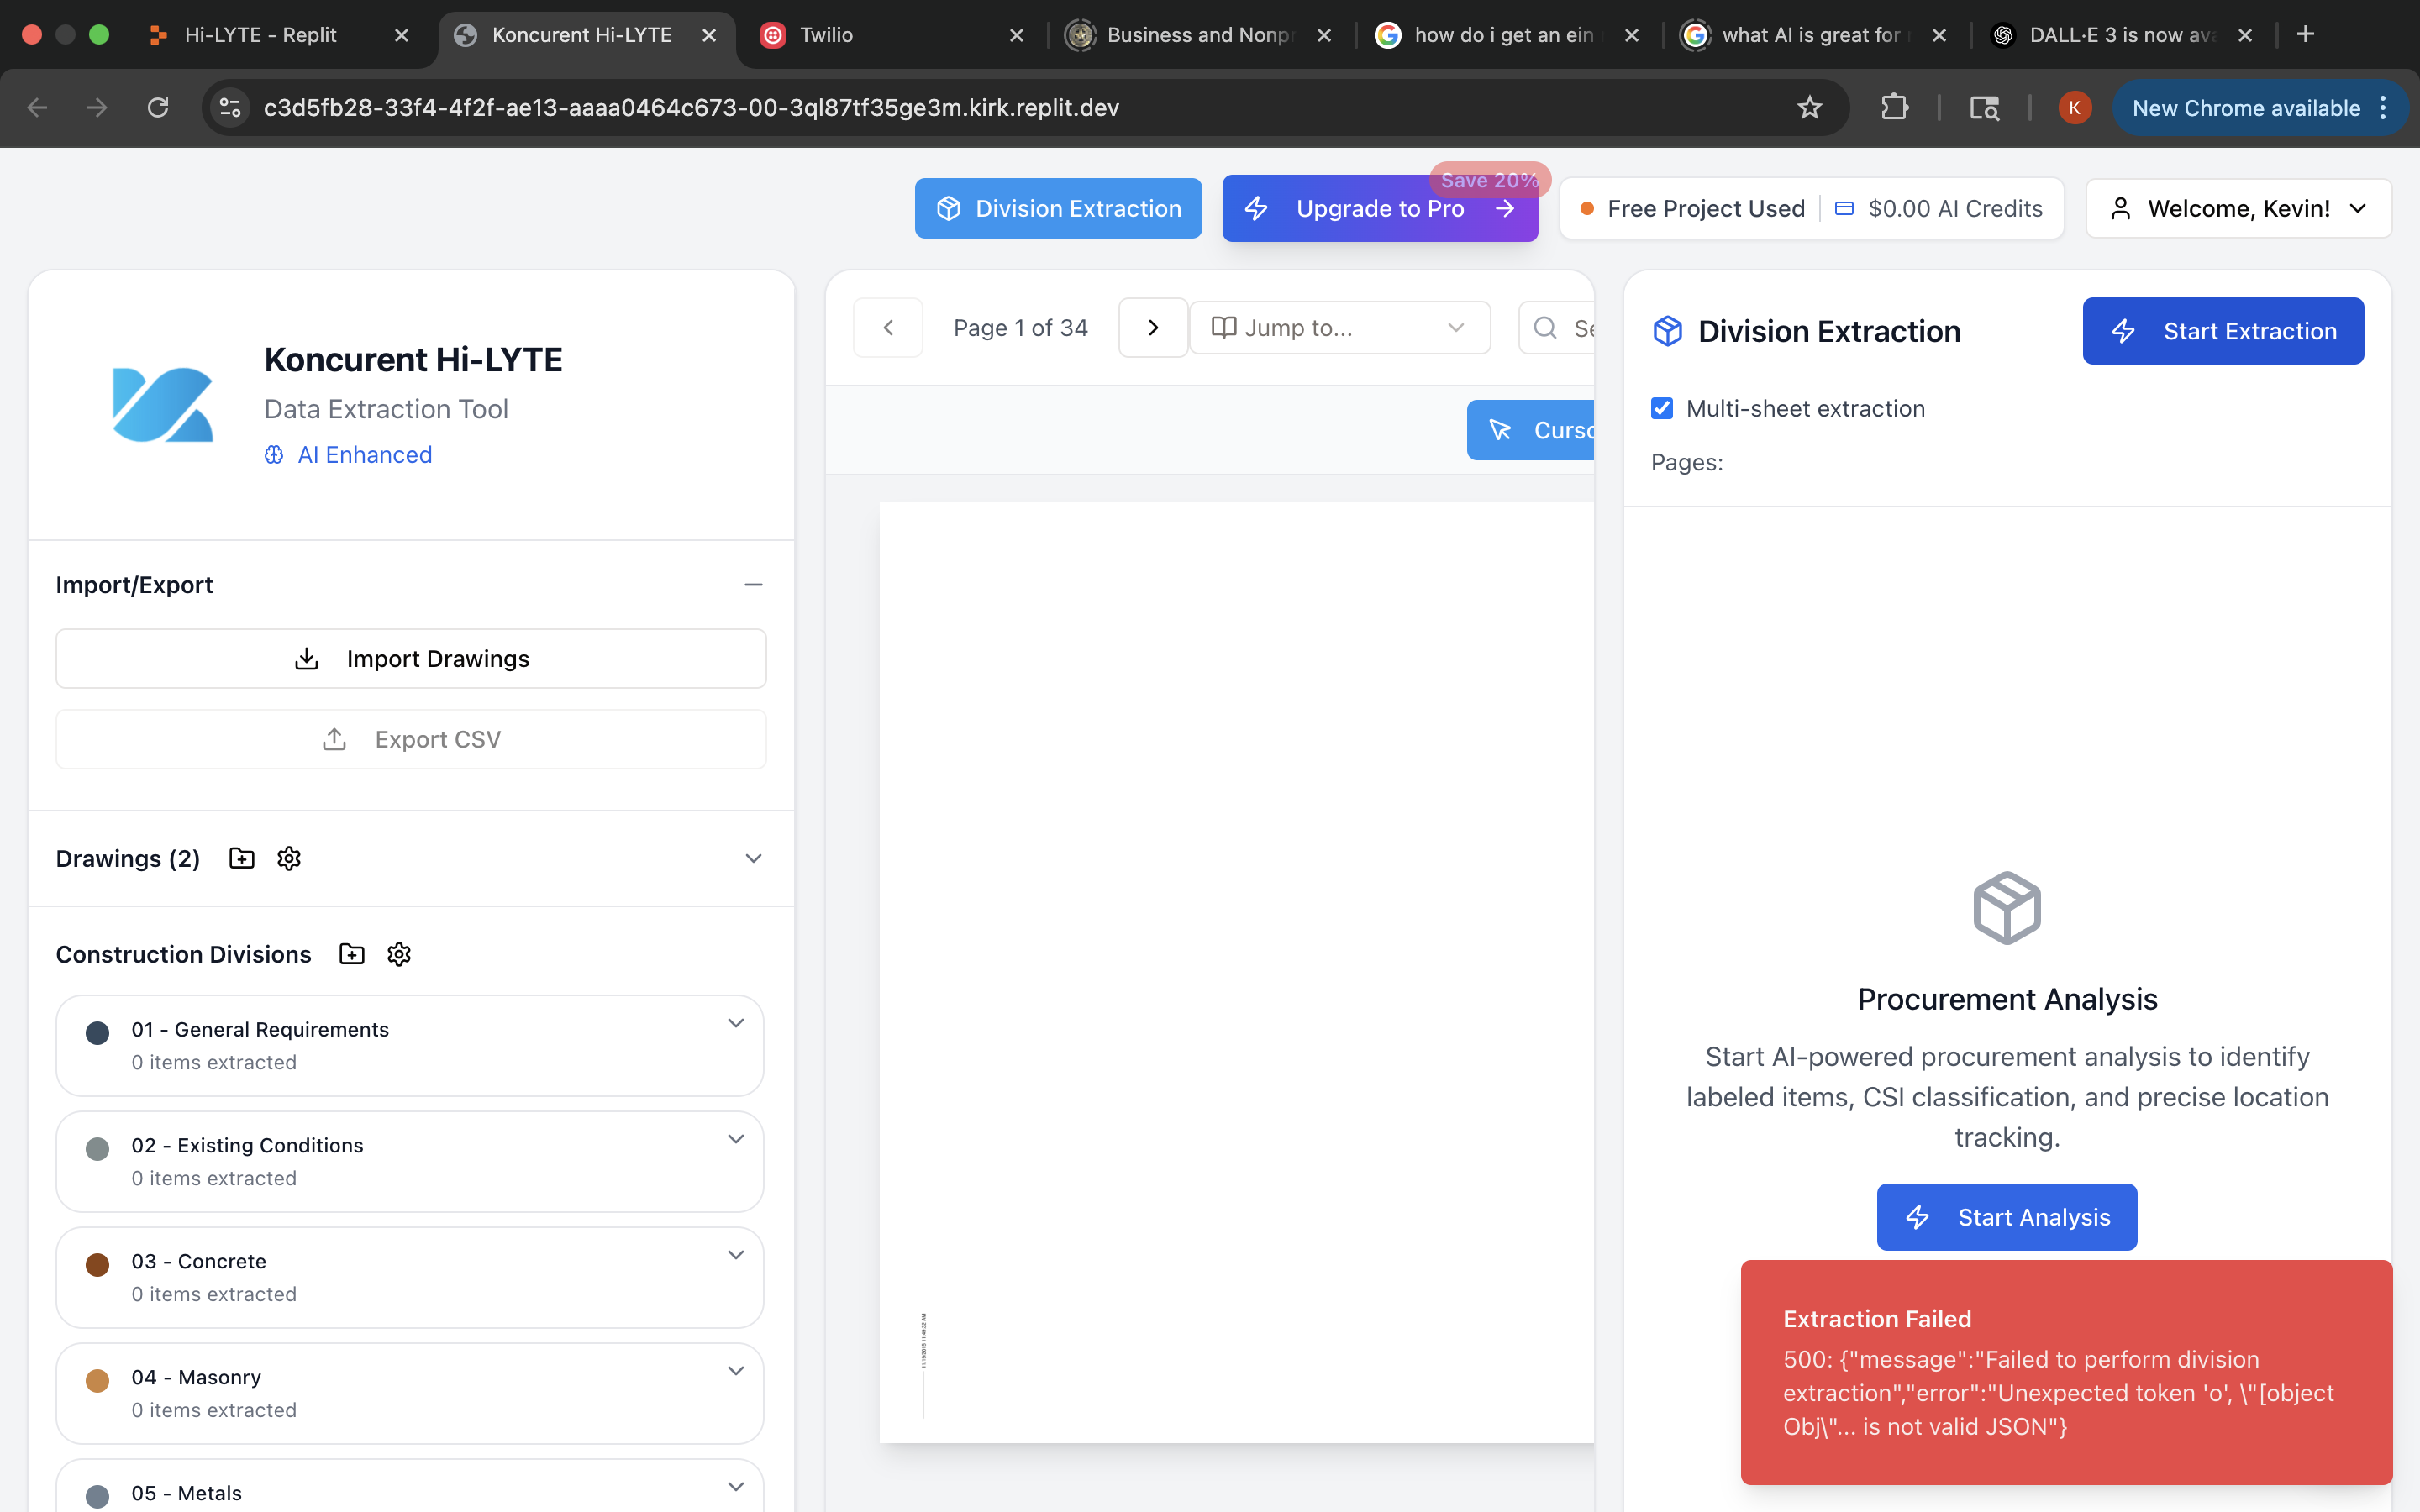 Hi-LYTE - Replit
Koncurent Hi-LYTE
Twilio
Business and Nonp
how do i get an ein
what AI is great for
DALL·E 3 is now av
c3d5fb28-33f4-4f2f-ae13-aaaa0464c673-00-3ql87tf35ge3m.kirk.replit.dev
K
New Chrome available
Division Extraction
Upgrade to Pro
Save 20%
Free Project Used
$0.00 AI Credits
Welcome, Kevin!
Koncurent Hi-LYTE
Data Extraction Tool
AI Enhanced
Import/Export
Import Drawings
Export CSV
Drawings (2)
Construction Divisions
01 - General Requirements
0 items extracted
02 - Existing Conditions
0 items extracted
03 - Concrete
0 items extracted
04 - Masonry
0 items extracted
05 - Metals
Page 1 of 34
Jump to...
Se
Curso
Division Extraction
Start Extraction
Multi-sheet extraction
Pages:
Procurement Analysis
Start AI-powered procurement analysis to identify
labeled items, CSI classification, and precise location
tracking.
Start Analysis
Extraction Failed
500: {"message":"Failed to perform division
extraction","error":"Unexpected token 'o', \"[object
Obj\"... is not valid JSON"}